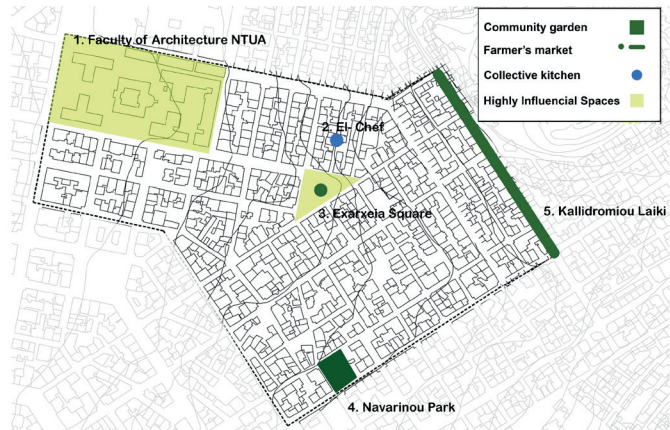 1. Faculty of Architecture NTUA
Community garden
Farmer's market
Collective kitchen
Highly Influencial Spaces
2. El- Chef
3. Exarxeia Square
5. Kallidromiou Laiki
4. Navarinou Park